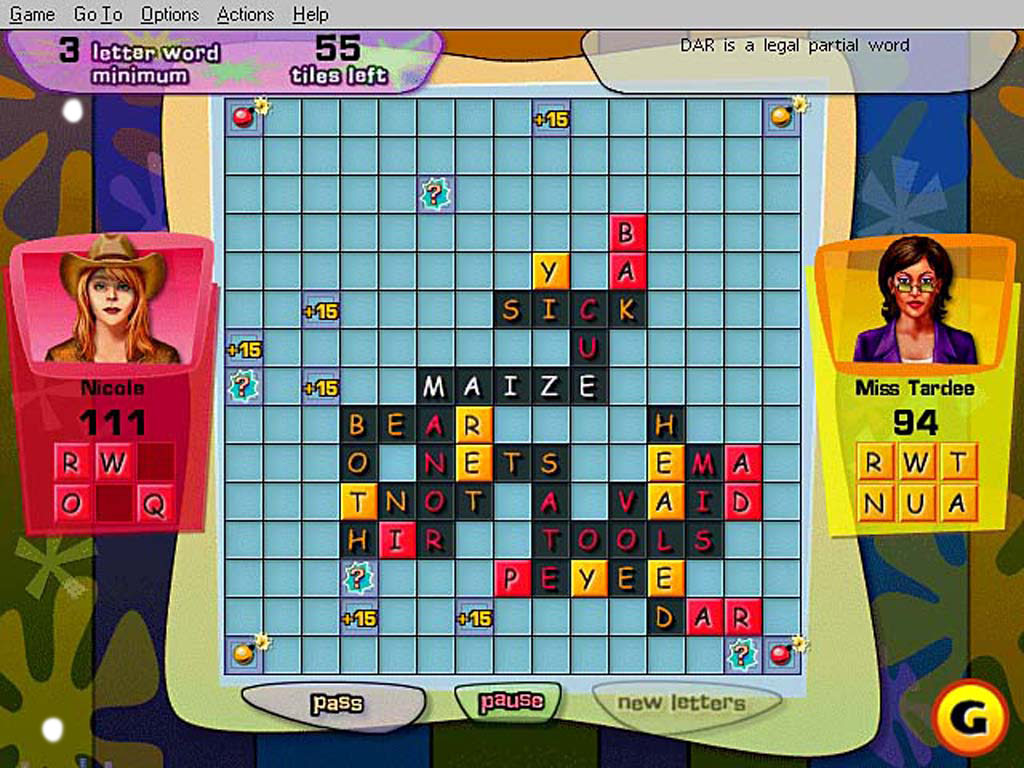 Game Go To Options Actions Help
3 letter word minimum
55 tiles left
DAR is a legal partial word
+15
?
B
Y A
+15 S I C K
+15 U
? +15 M A I Z E
B E A R H
O N E T S E M A
T N O T A V A I D
H I R T O O L S
? P E Y E E
+15 +15 D A R
?
Nicole
111
R W
O Q
Miss Tardee
94
R W T
N U A
pass pause new letters
G